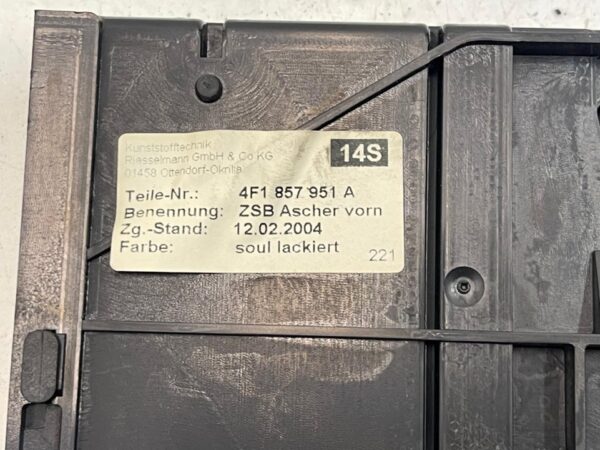 Kunststofftechnik
Riesselmann GmbH & Co KG
01458 Ottendorf-Okrilla
14S
Teile-Nr.: 4F1 857 951 A
Benennung: ZSB Ascher vorn
Zg.-Stand: 12.02.2004
Farbe: soul lackiert
221